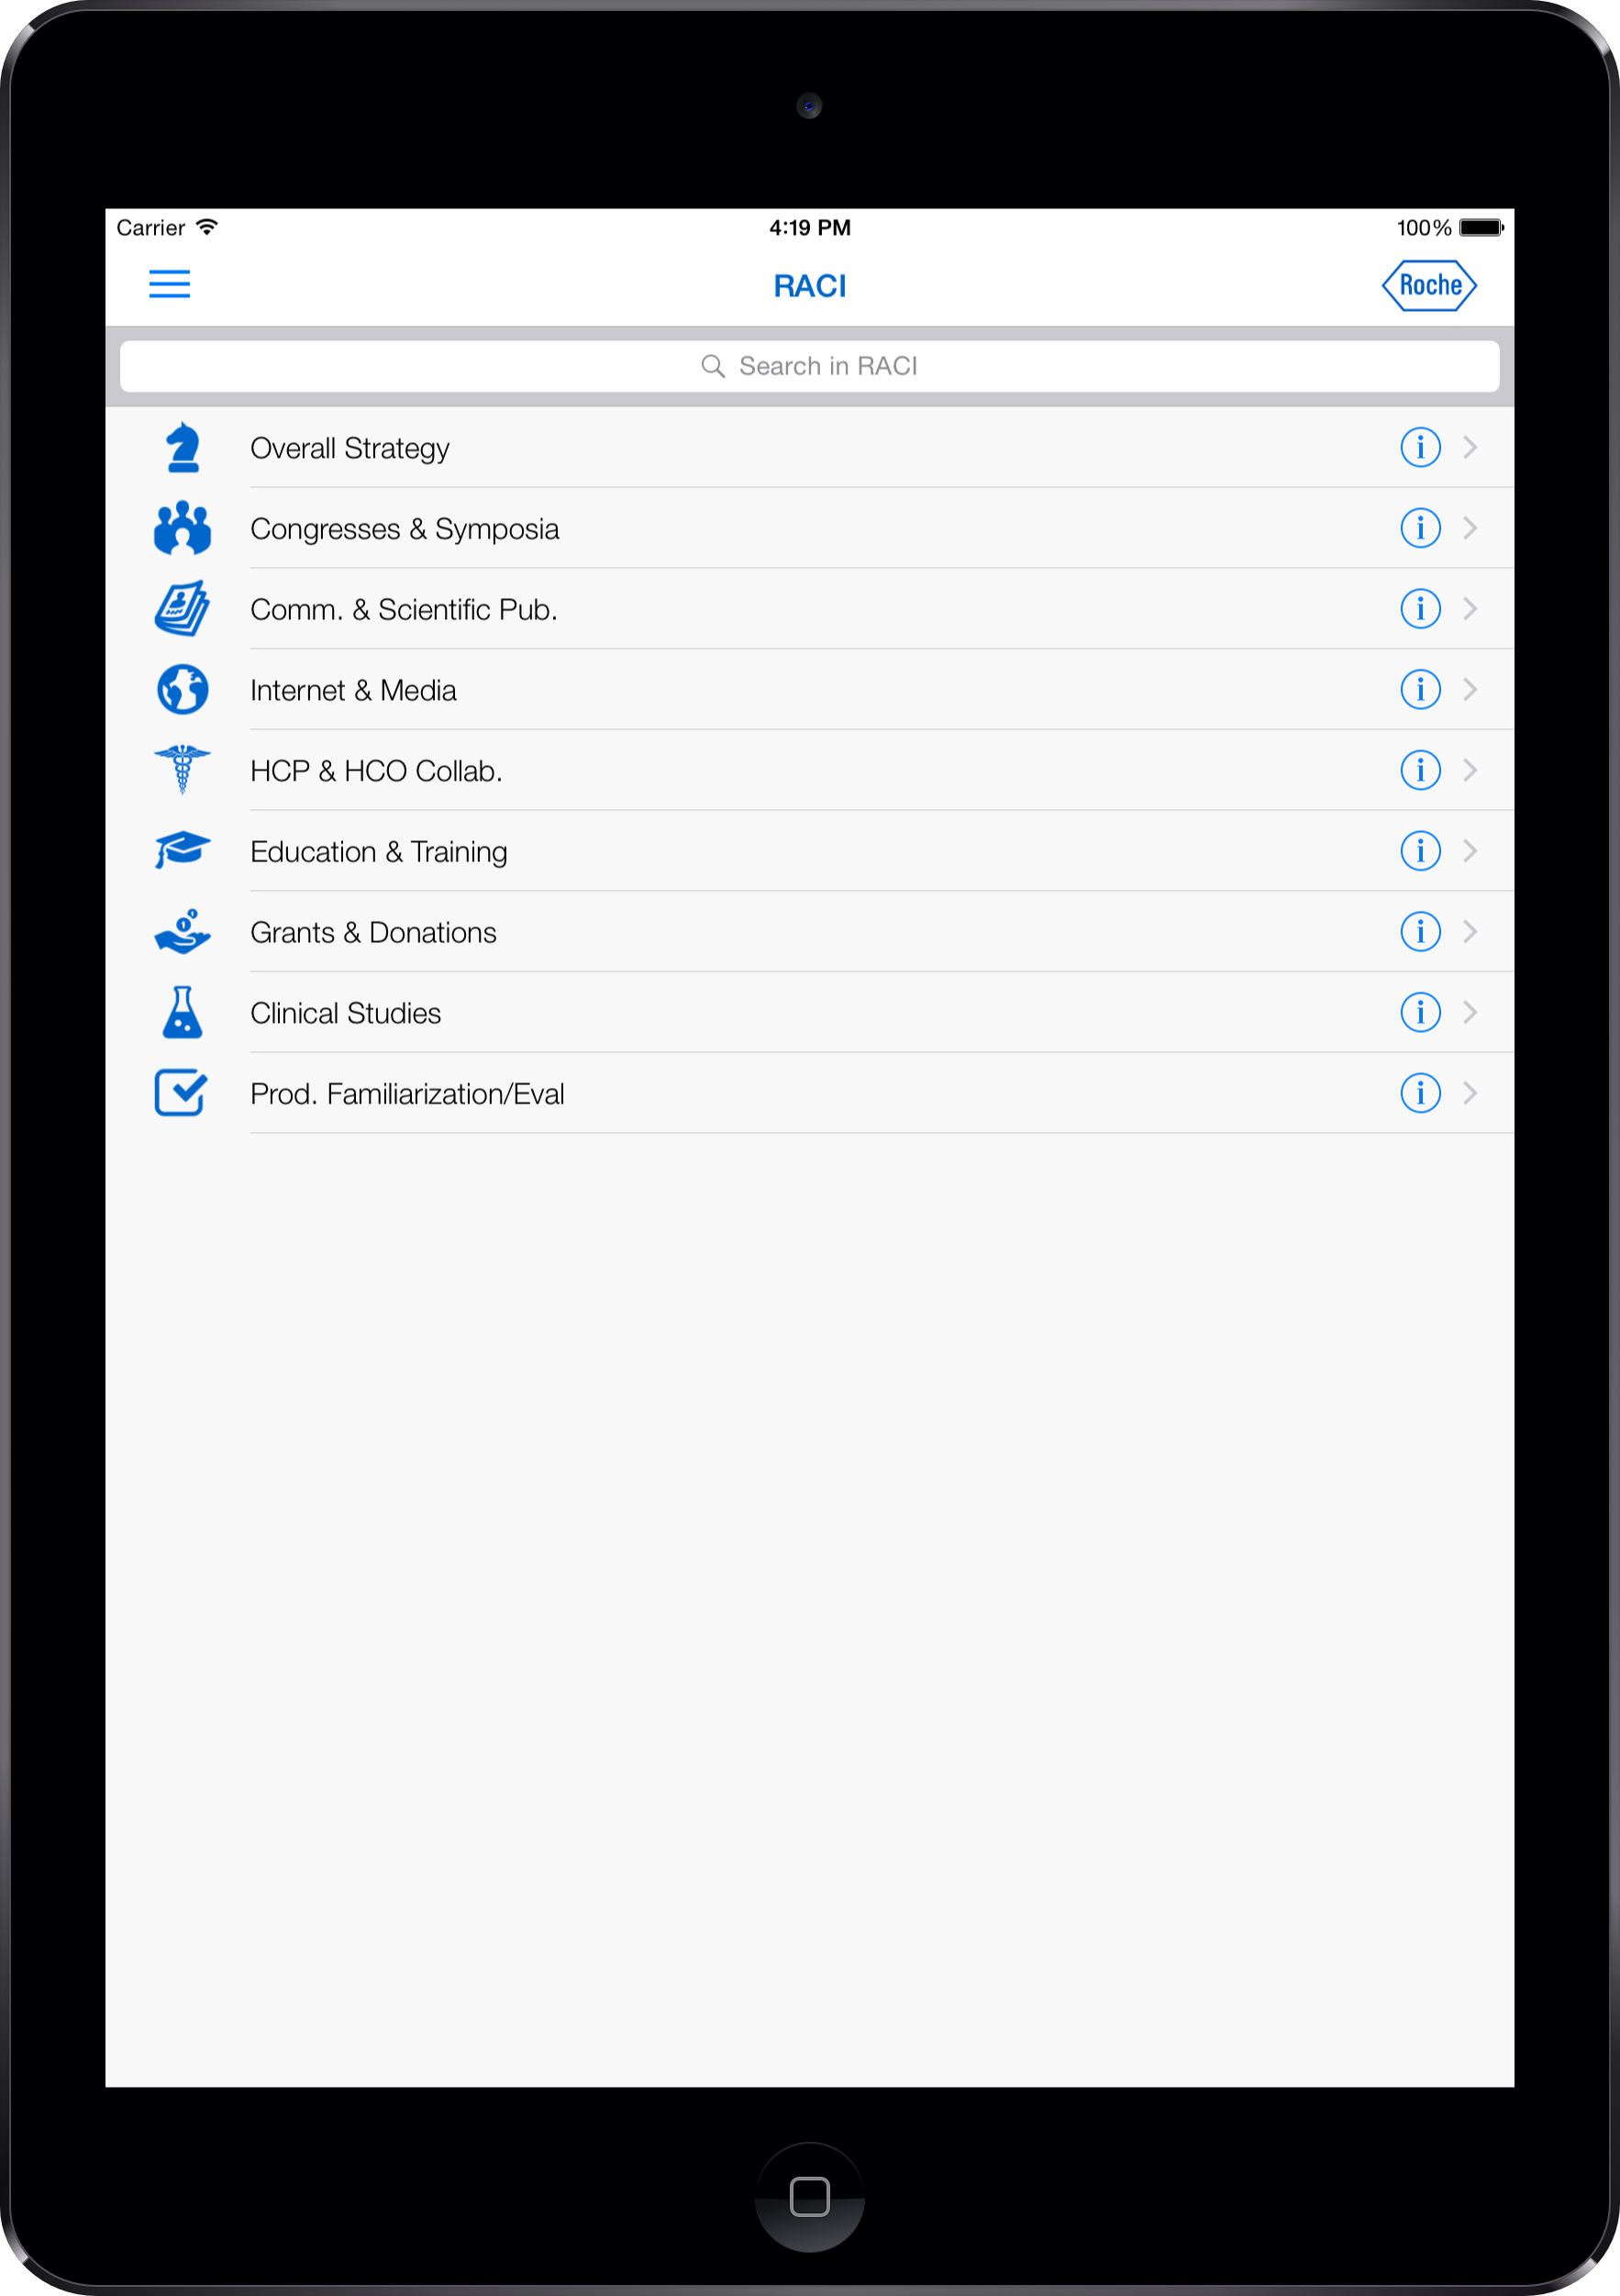 Carrier 4:19 PM 100%
RACI Roche
Search in RACI
Overall Strategy
Congresses & Symposia
Comm. & Scientific Pub.
Internet & Media
HCP & HCO Collab.
Education & Training
Grants & Donations
Clinical Studies
Prod. Familiarization/Eval